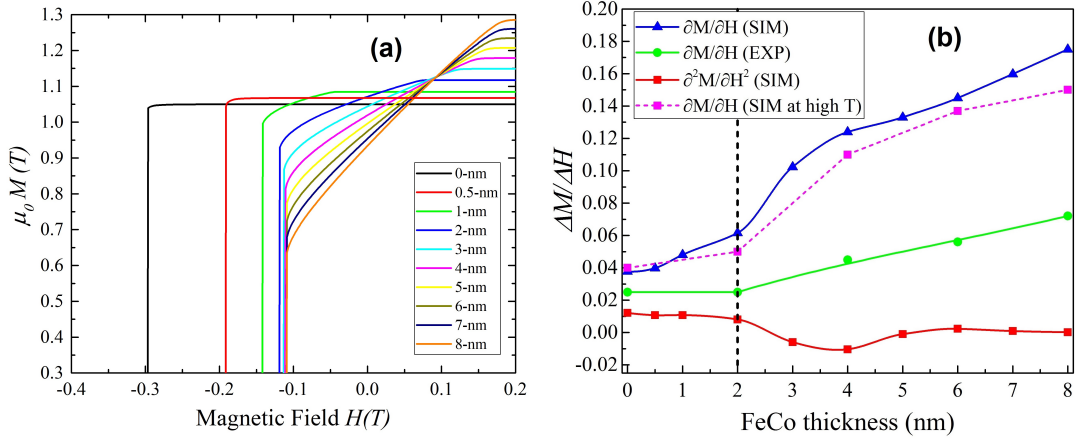 (a)
μ₀ M (T)
1.3
1.2
1.1
1.0
0.9
0.8
0.7
0.6
0.5
0.4
0.3
0-nm
0.5-nm
1-nm
2-nm
3-nm
4-nm
5-nm
6-nm
7-nm
8-nm
-0.4 -0.3 -0.2 -0.1 0.0 0.1 0.2
Magnetic Field H(T)
(b)
∂M/∂H (SIM)
∂M/∂H (EXP)
∂²M/∂H² (SIM)
∂M/∂H (SIM at high T)
ΔM/ΔH
0.20
0.18
0.16
0.14
0.12
0.10
0.08
0.06
0.04
0.02
0.00
-0.02
0 1 2 3 4 5 6 7 8
FeCo thickness (nm)